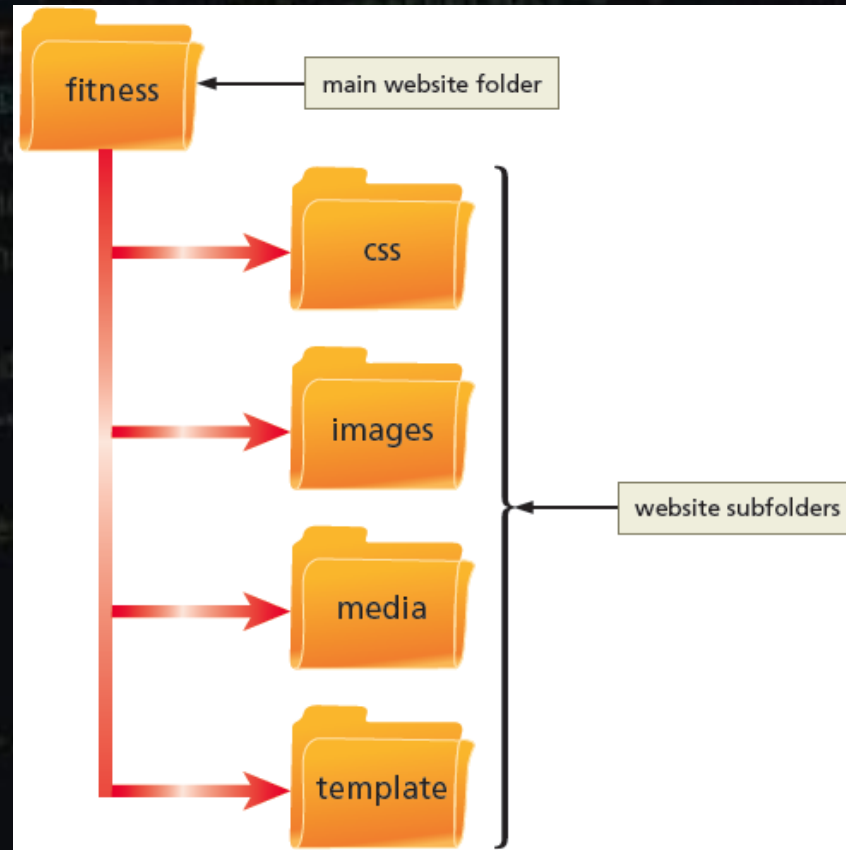 fitness
main website folder
css
images
website subfolders
media
template